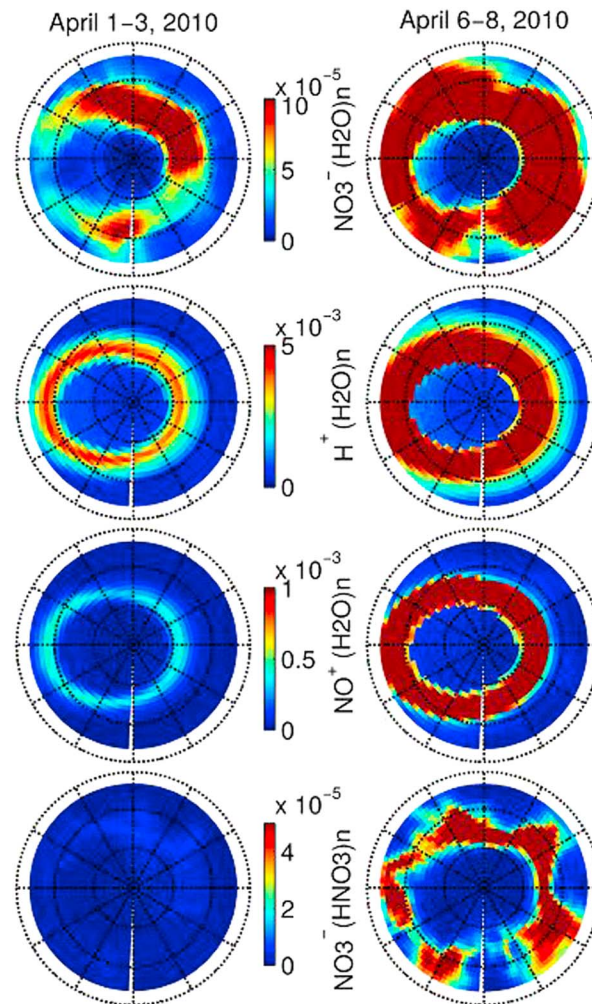 April 1-3, 2010
April 6-8, 2010
x 10⁻⁵
10
5
0
NO3⁻ (H2O)n
x 10⁻³
5
0
H⁺ (H2O)n
x 10⁻³
1
0.5
0
NO⁺ (H2O)n
x 10⁻⁵
4
2
0
NO3⁻ (HNO3)n